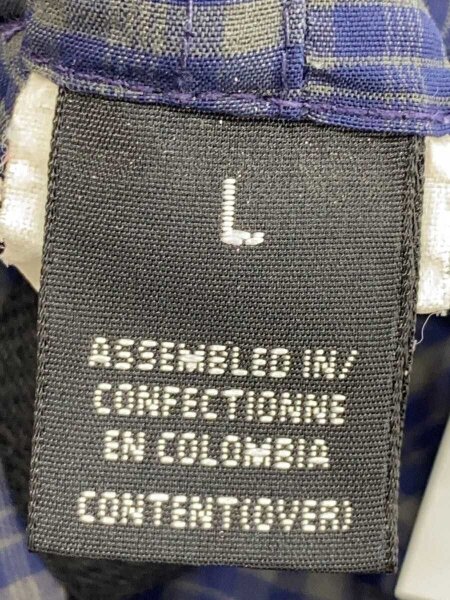 L
ASSEMBLED IN/
CONFECTIONNE
EN COLOMBIA
CONTENT(OVER)